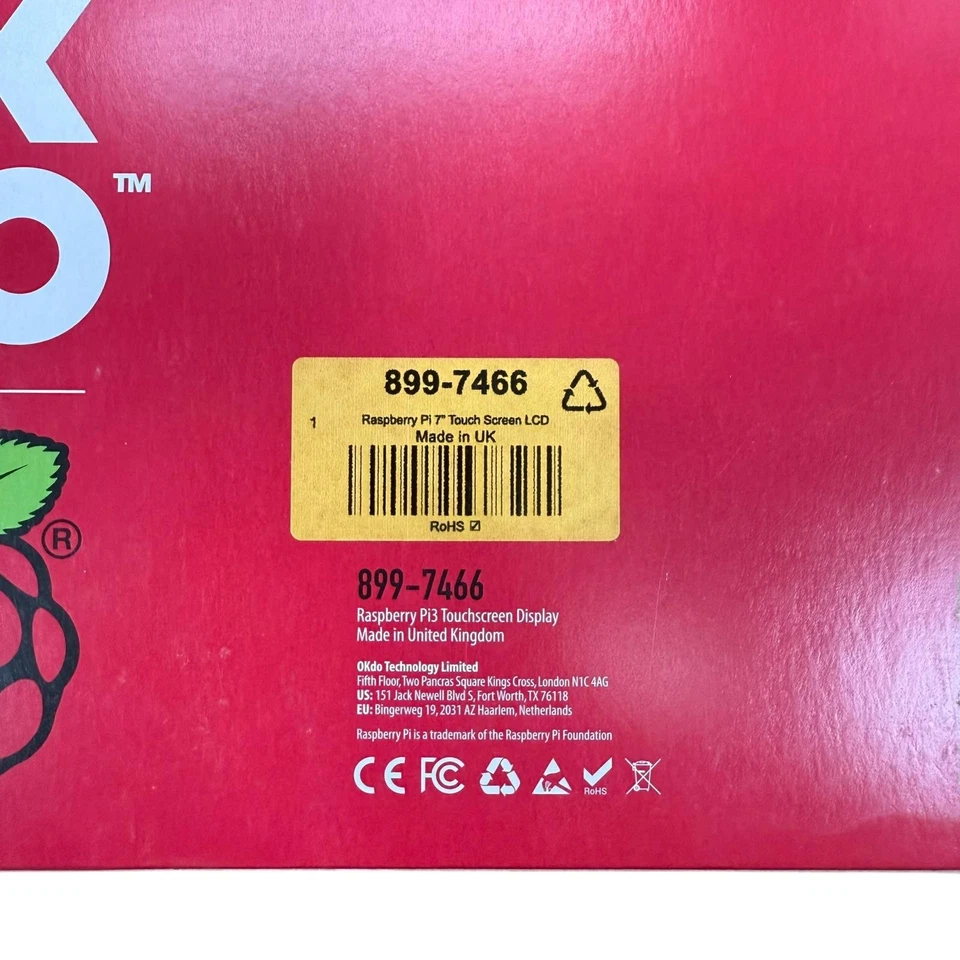 K
TM
O
899-7466
1
Raspberry Pi 7" Touch Screen LCD
Made in UK
RoHS ☑
®
899-7466
Raspberry Pi3 Touchscreen Display
Made in United Kingdom
OKdo Technology Limited
Fifth Floor, Two Pancras Square Kings Cross, London N1C 4AG
US: 151 Jack Newell Blvd S, Fort Worth, TX 76118
EU: Bingerweg 19, 2031 AZ Haarlem, Netherlands
Raspberry Pi is a trademark of the Raspberry Pi Foundation
CE FC RoHS